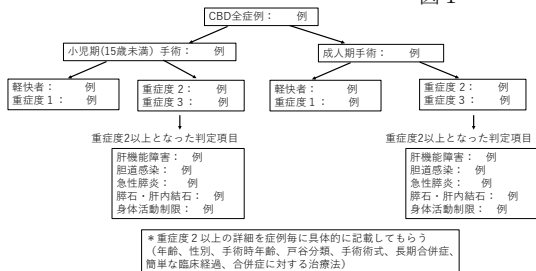 図1
CBD全症例：　例
小児期(15歳未満）手術：　例
成人期手術：　例
軽快者：　例
重症度1：　例
重症度2：　例
重症度3：　例
軽快者：　例
重症度1：　例
重症度2：　例
重症度3：　例
重症度2以上となった判定項目
重症度2以上となった判定項目
肝機能障害：　例
胆道感染：　例
急性膵炎：　例
膵石・肝内結石：　例
身体活動制限：　例
肝機能障害：　例
胆道感染：　例
急性膵炎：　例
膵石・肝内結石：　例
身体活動制限：　例
＊重症度２以上の詳細を症例毎に具体的に記載してもらう
（年齢、性別、手術時年齢、戸谷分類、手術術式、長期合併症、
簡単な臨床経過、合併症に対する治療法）